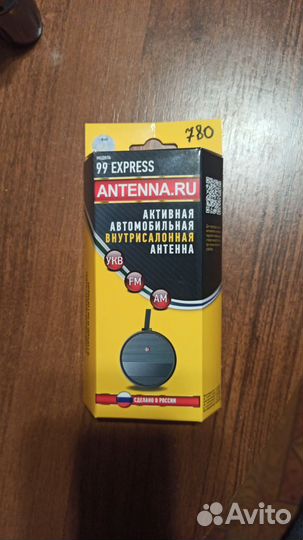 780
МОДЕЛЬ
99 EXPRESS
ANTENNA.RU
АКТИВНАЯ
АВТОМОБИЛЬНАЯ
ВНУТРИСАЛОННАЯ
АНТЕННА
УКВ
FM
AM
СДЕЛАНО В РОССИИ
Avito